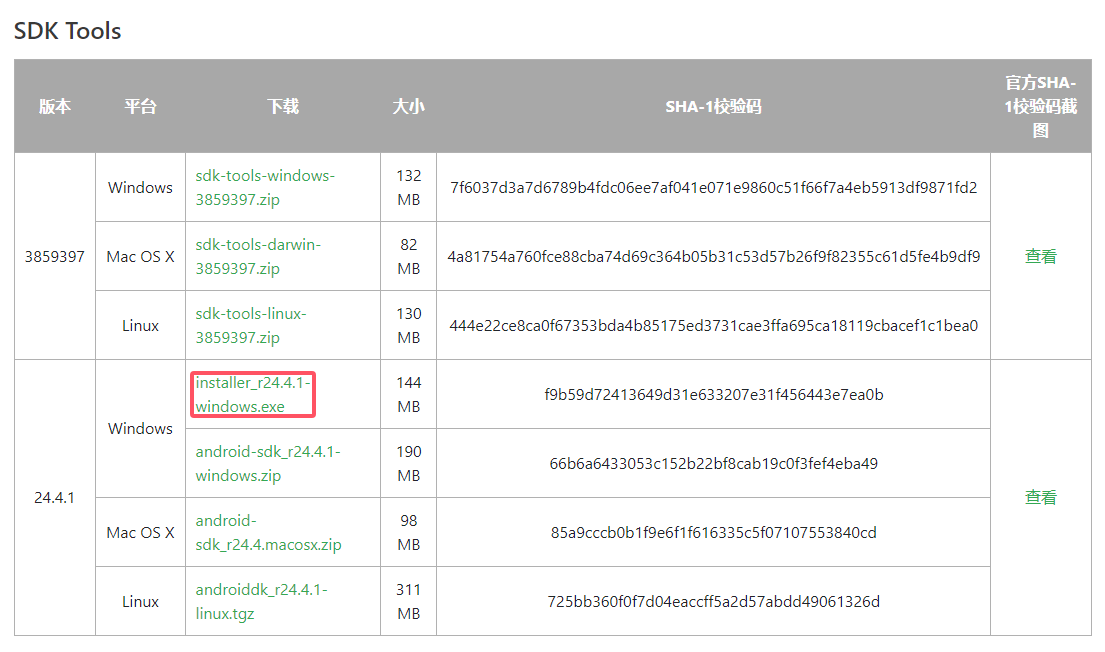 SDK Tools
版本
平台
下载
大小
SHA-1校验码
官方SHA-
1校验码截
图
3859397
Windows
sdk-tools-windows-
3859397.zip
132
MB
7f6037d3a7d6789b4fdc06ee7af041e071e9860c51f66f7a4eb5913df9871fd2
查看
Mac OS X
sdk-tools-darwin-
3859397.zip
82
MB
4a81754a760fce88cba74d69c364b05b31c53d57b26f9f82355c61d5fe4b9df9
Linux
sdk-tools-linux-
3859397.zip
130
MB
444e22ce8ca0f67353bda4b85175ed3731cae3ffa695ca18119cbacef1c1bea0
24.4.1
Windows
installer_r24.4.1-
windows.exe
144
MB
f9b59d72413649d31e633207e31f456443e7ea0b
查看
android-sdk_r24.4.1-
windows.zip
190
MB
66b6a6433053c152b22bf8cab19c0f3fef4eba49
Mac OS X
android-
sdk_r24.4.macosx.zip
98
MB
85a9cccb0b1f9e6f1f616335c5f07107553840cd
Linux
androiddk_r24.4.1-
linux.tgz
311
MB
725bb360f0f7d04eaccff5a2d57abdd49061326d